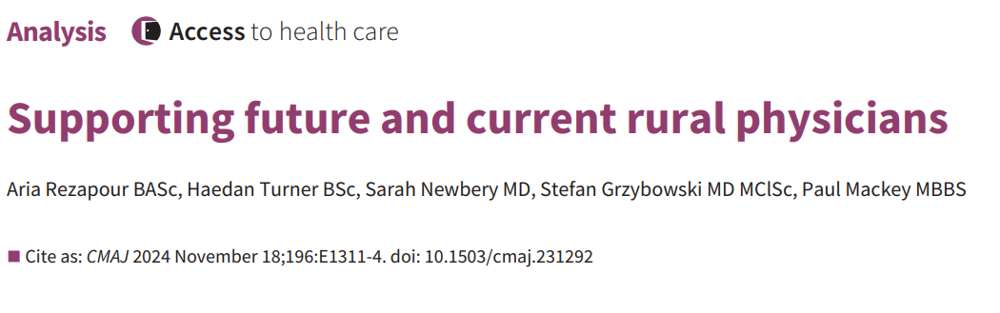 Analysis Access to health care
Supporting future and current rural physicians
Aria Rezapour BASc, Haedan Turner BSc, Sarah Newbery MD, Stefan Grzybowski MD MClSc, Paul Mackey MBBS
■ Cite as: CMAJ 2024 November 18;196:E1311-4. doi: 10.1503/cmaj.231292